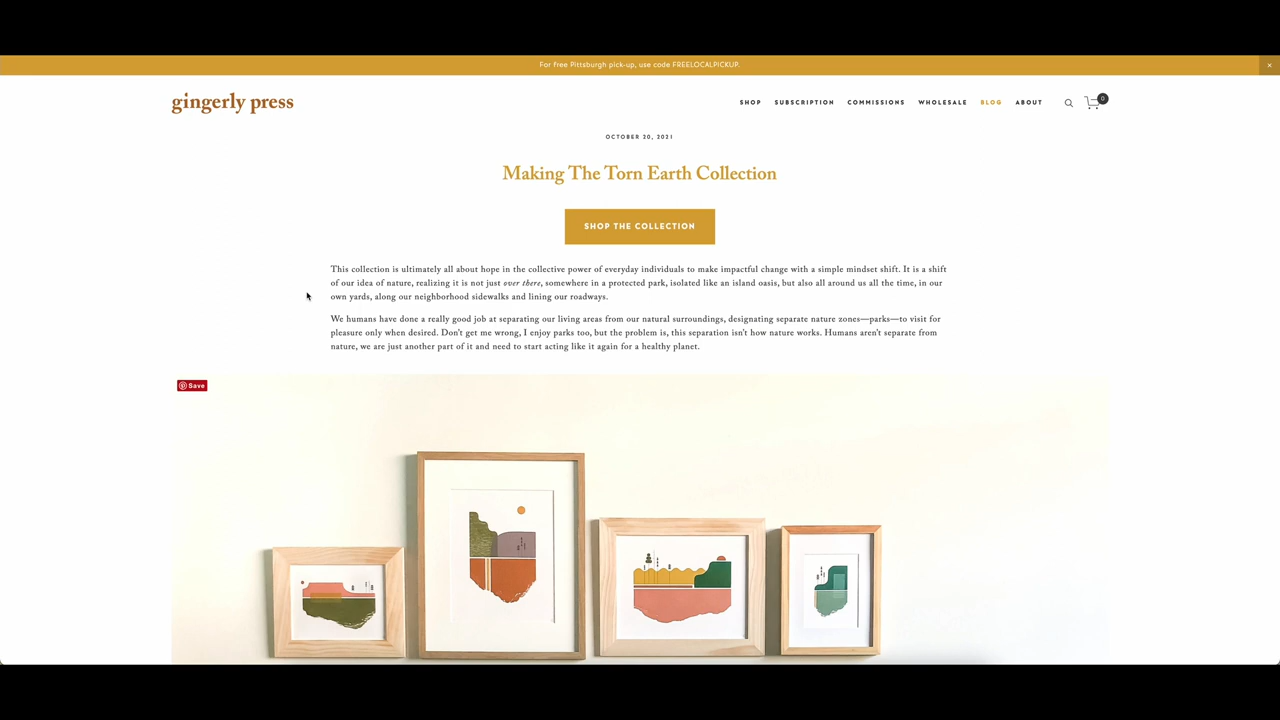 For free Pittsburgh pick-up, use code FREELOCALPICKUP.
×
gingerly press
SHOP SUBSCRIPTION COMMISSIONS WHOLESALE BLOG ABOUT 0
OCTOBER 20, 2021
Making The Torn Earth Collection
SHOP THE COLLECTION
This collection is ultimately all about hope in the collective power of everyday individuals to make impactful change with a simple mindset shift. It is a shift
of our idea of nature, realizing it is not just over there, somewhere in a protected park, isolated like an island oasis, but also all around us all the time, in our
own yards, along our neighborhood sidewalks and lining our roadways.
We humans have done a really good job at separating our living areas from our natural surroundings, designating separate nature zones—parks—to visit for
pleasure only when desired. Don't get me wrong, I enjoy parks too, but the problem is, this separation isn't how nature works. Humans aren't separate from
nature, we are just another part of it and need to start acting like it again for a healthy planet.
Save